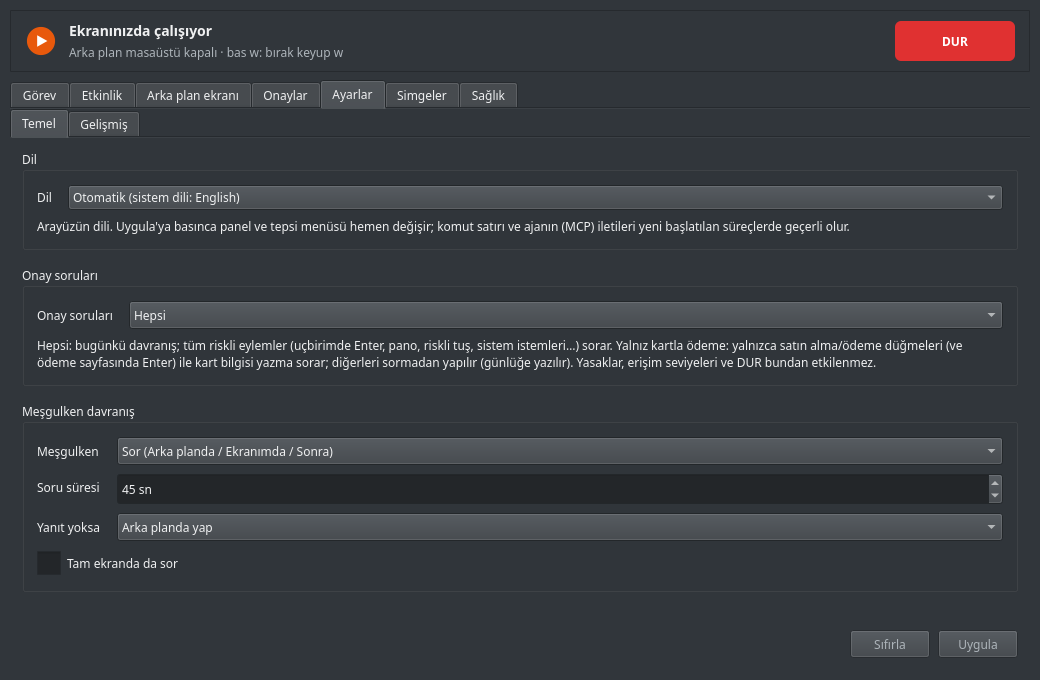 Ekranınızda çalışıyor
Arka plan masaüstü kapalı · bas w: bırak keyup w
DUR
Görev
Etkinlik
Arka plan ekranı
Onaylar
Ayarlar
Simgeler
Sağlık
Temel
Gelişmiş
Dil
Dil
Otomatik (sistem dili: English)
Arayüzün dili. Uygula'ya basınca panel ve tepsi menüsü hemen değişir; komut satırı ve ajanın (MCP) iletileri yeni başlatılan süreçlerde geçerli olur.
Onay soruları
Onay soruları
Hepsi
Hepsi: bugünkü davranış; tüm riskli eylemler (uçbirimde Enter, pano, riskli tuş, sistem istemleri...) sorar. Yalnız kartla ödeme: yalnızca satın alma/ödeme düğmeleri (ve
ödeme sayfasında Enter) ile kart bilgisi yazma sorar; diğerleri sormadan yapılır (günlüğe yazılır). Yasaklar, erişim seviyeleri ve DUR bundan etkilenmez.
Meşgulken davranış
Meşgulken
Sor (Arka planda / Ekranımda / Sonra)
Soru süresi
45 sn
Yanıt yoksa
Arka planda yap
Tam ekranda da sor
Sıfırla
Uygula